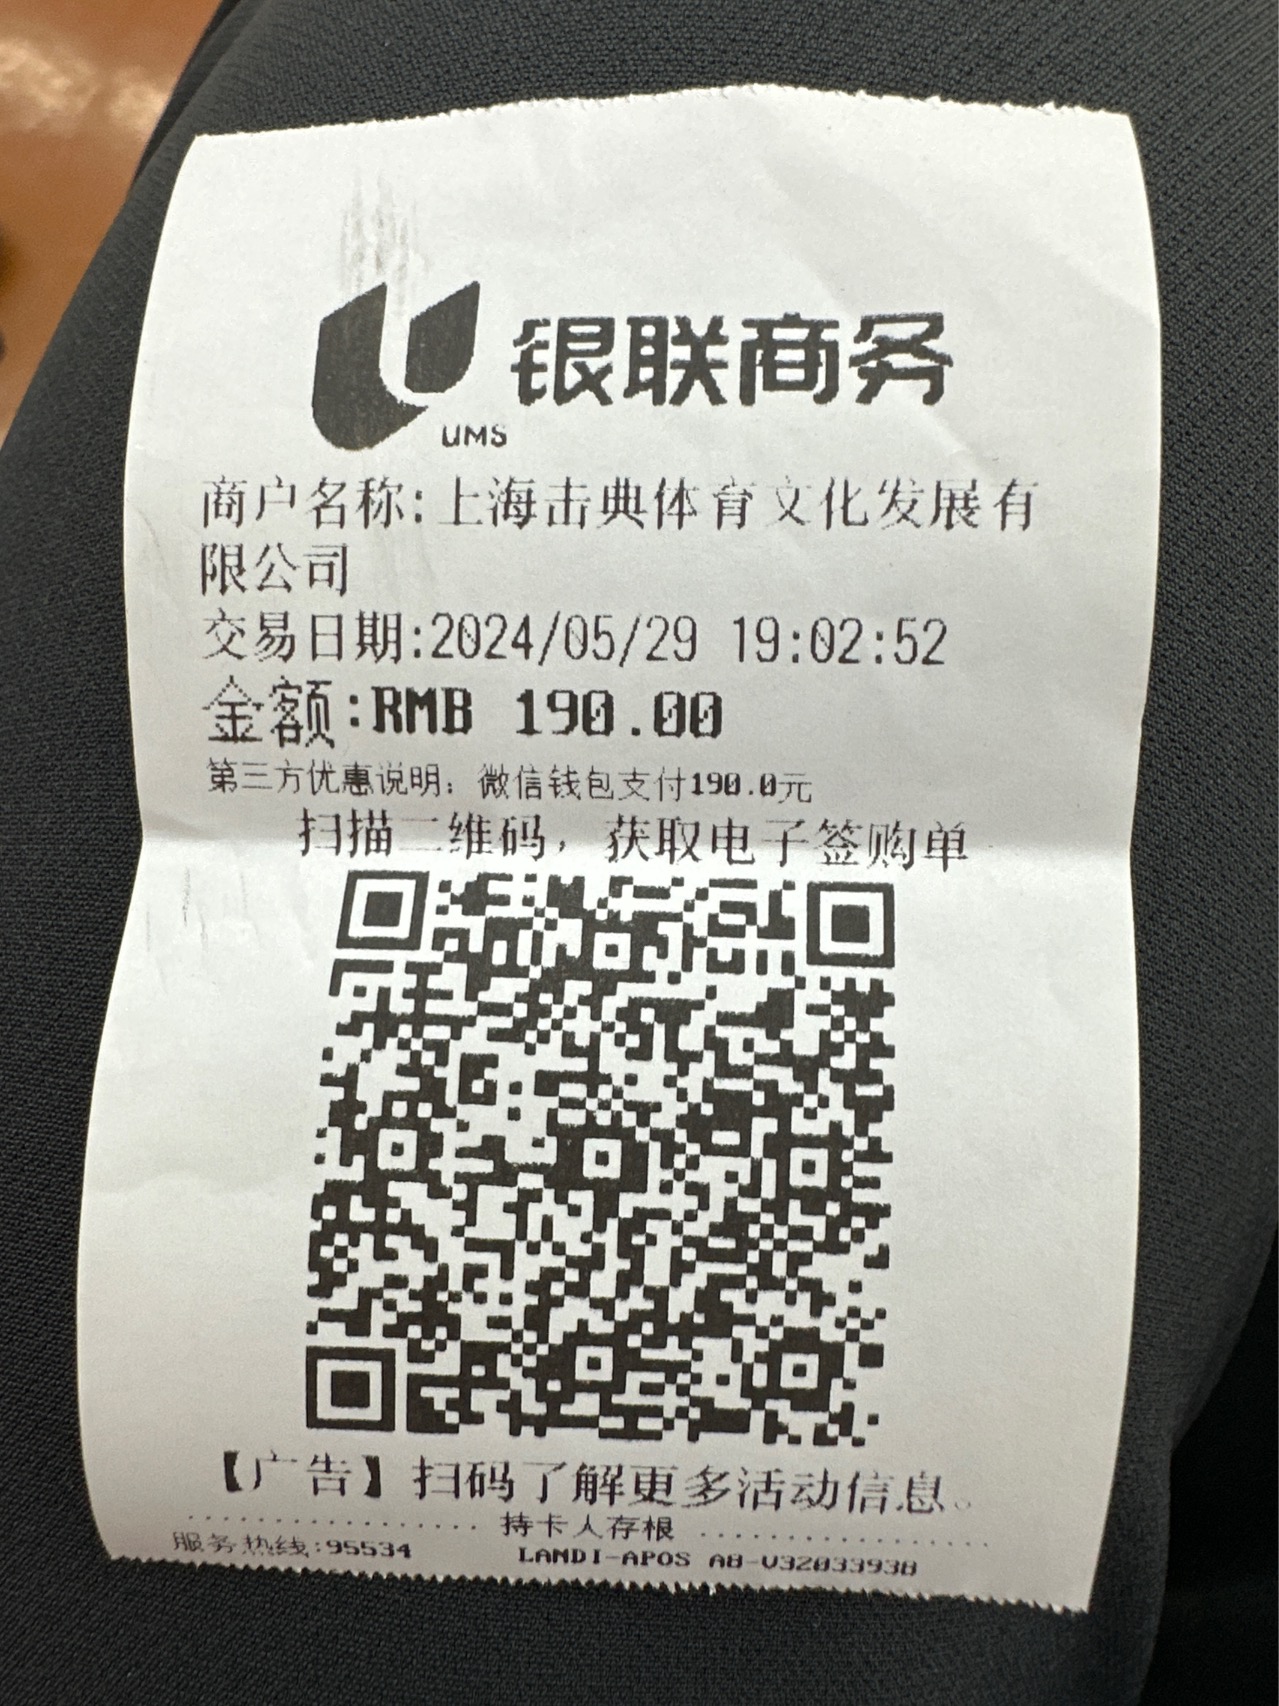 银联商务
UMS
商户名称:上海击典体育文化发展有
限公司
交易日期:2024/05/29 19:02:52
金额:RMB 190.00
第三方优惠说明: 微信钱包支付190.0元
扫描二维码，获取电子签购单
【广告】扫码了解更多活动信息。
持卡人存根
服务热线:95534 LANDI-APOS A8-V32033938